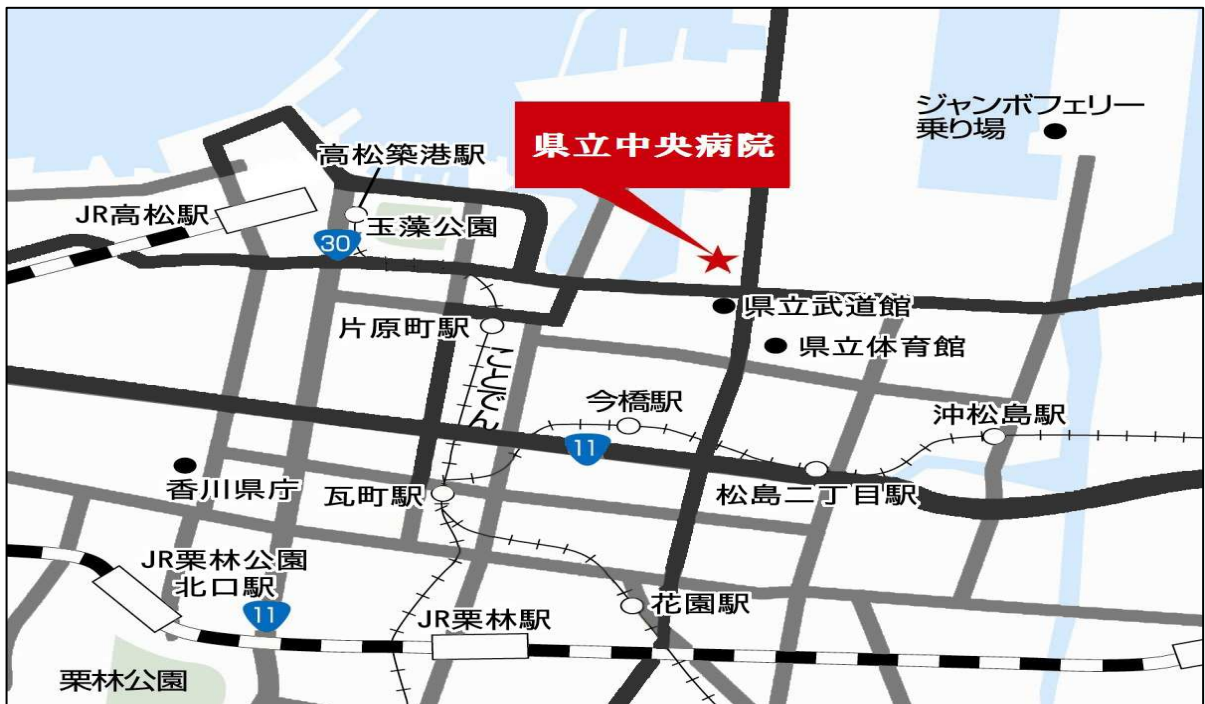 ジャンボフェリー
乗り場
県立中央病院
高松築港駅
JR高松駅
玉藻公園
30
県立武道館
片原町駅
県立体育館
ことでん
今橋駅
沖松島駅
11
香川県庁
瓦町駅
松島二丁目駅
JR栗林公園
北口駅
11
JR栗林駅
花園駅
栗林公園